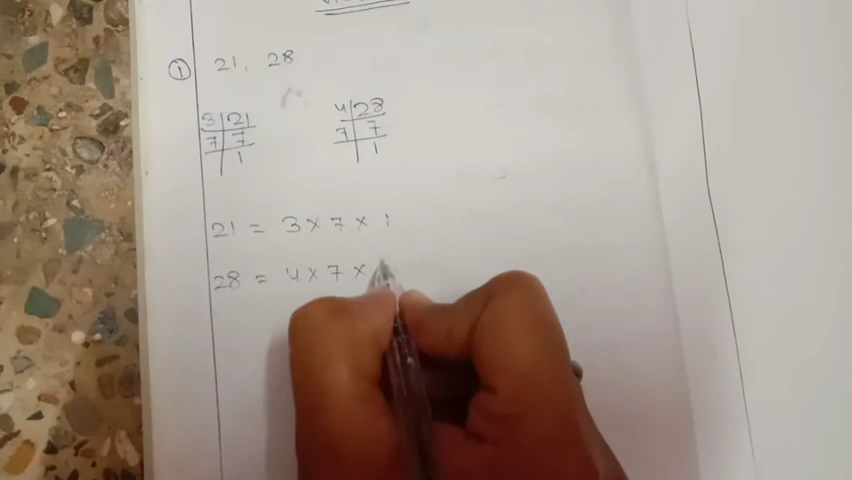 ① 21, 28
3 21 4 28
7 7 7 7
1 1
21 = 3 × 7 × 1
28 = 4 × 7 ×